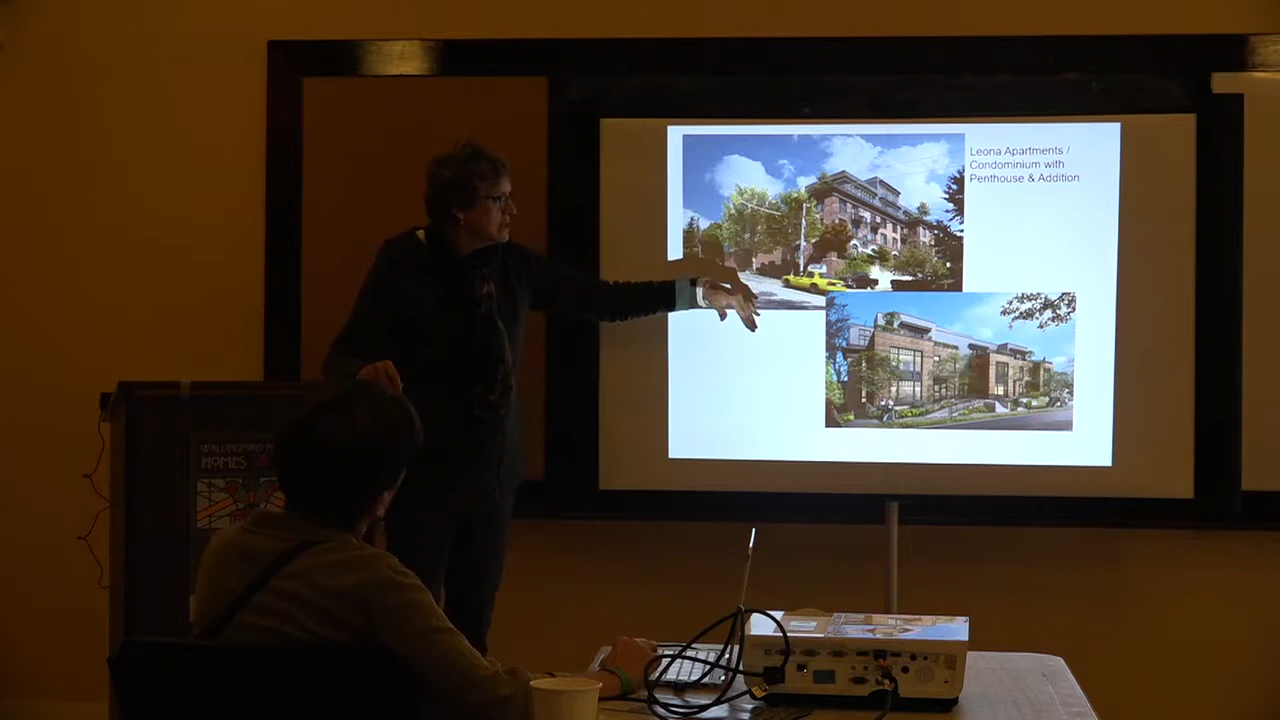 Leona Apartments /
Condominium with
Penthouse & Addition
HOMES